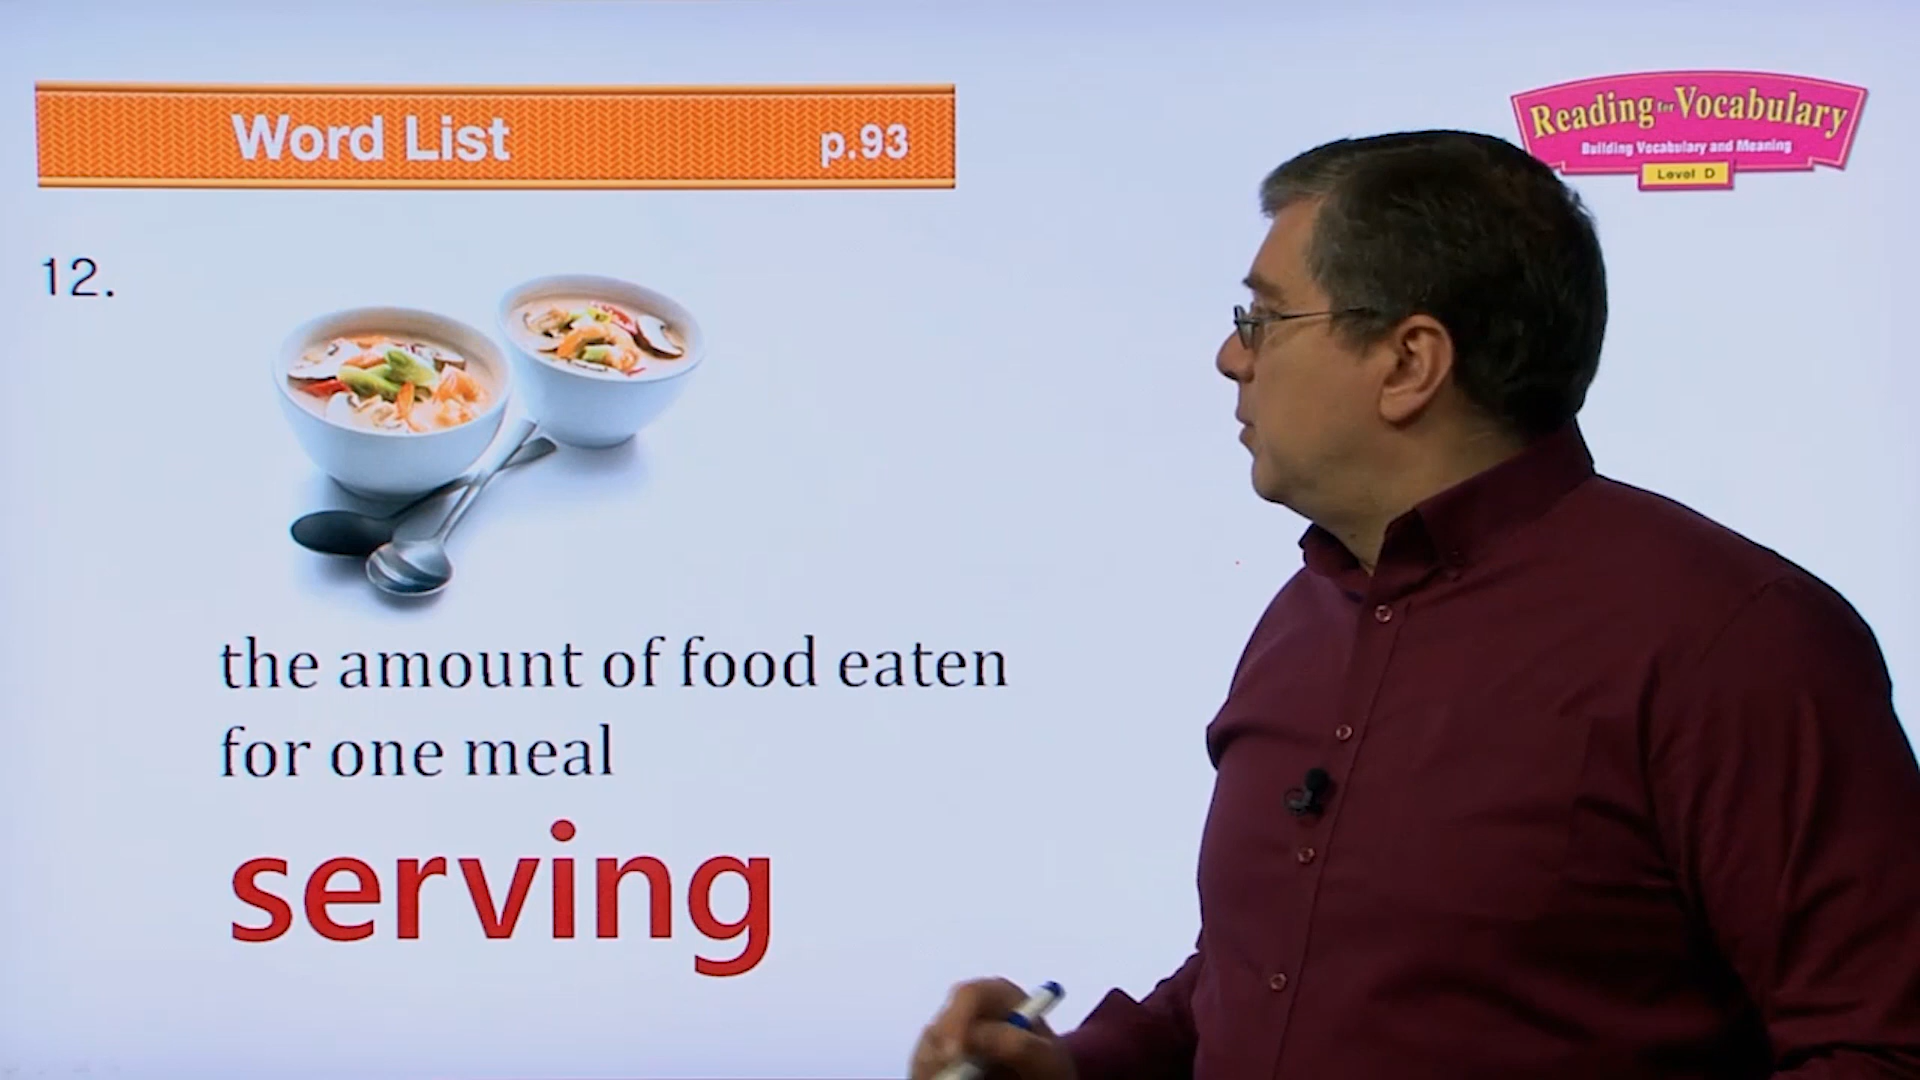 Word List p.93
Reading for Vocabulary
Building Vocabulary and Meaning
Level D
12.
the amount of food eaten
for one meal
serving